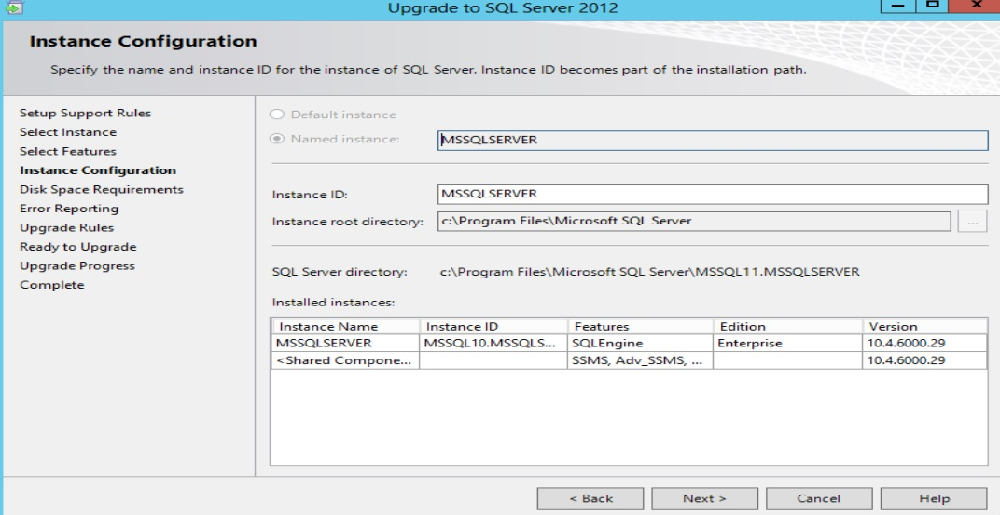 Upgrade to SQL Server 2012
Instance Configuration
Specify the name and instance ID for the instance of SQL Server. Instance ID becomes part of the installation path.
Setup Support Rules
Select Instance
Select Features
Instance Configuration
Disk Space Requirements
Error Reporting
Upgrade Rules
Ready to Upgrade
Upgrade Progress
Complete
Default instance
Named instance: MSSQLSERVER
Instance ID: MSSQLSERVER
Instance root directory: c:\Program Files\Microsoft SQL Server ...
SQL Server directory: c:\Program Files\Microsoft SQL Server\MSSQL11.MSSQLSERVER
Installed instances:
Instance Name Instance ID Features Edition Version
MSSQLSERVER MSSQL10.MSSQLS... SQLEngine Enterprise 10.4.6000.29
<Shared Compone... SSMS, Adv_SSMS, ... 10.4.6000.29
< Back Next > Cancel Help